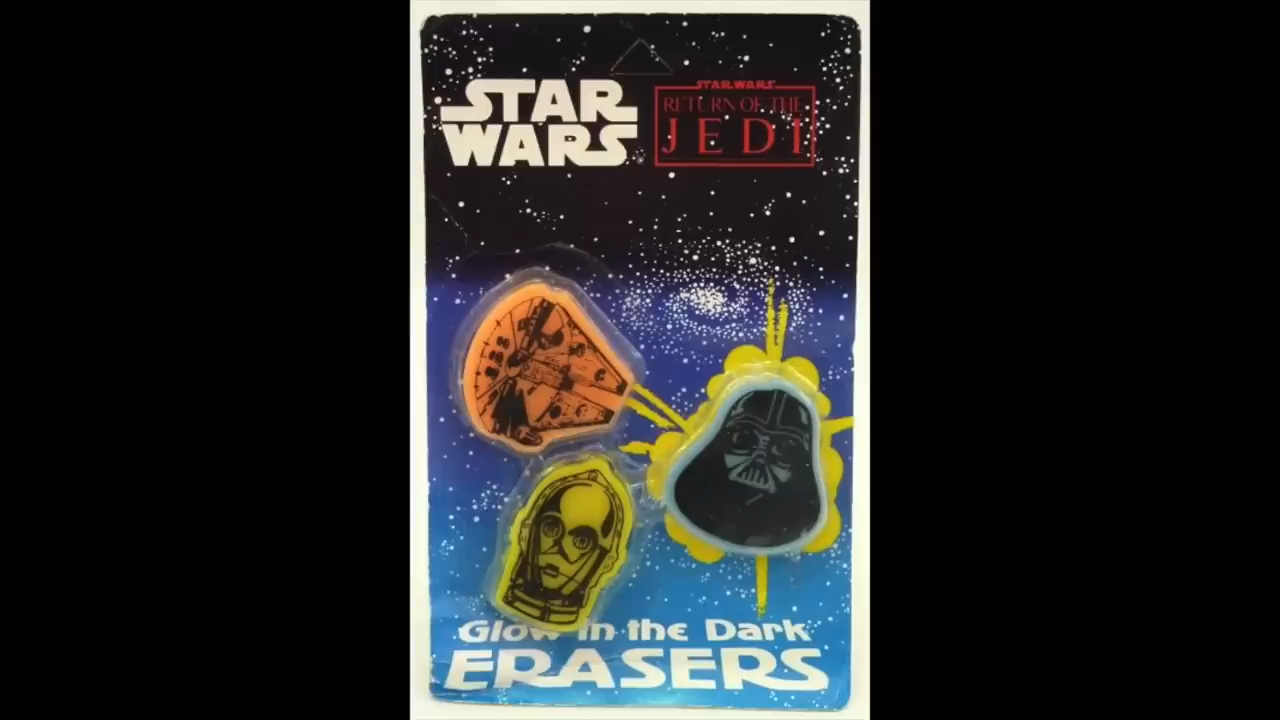 STAR
WARS
STAR WARS
RETURN OF THE
JEDI
Glow in the Dark
ERASERS